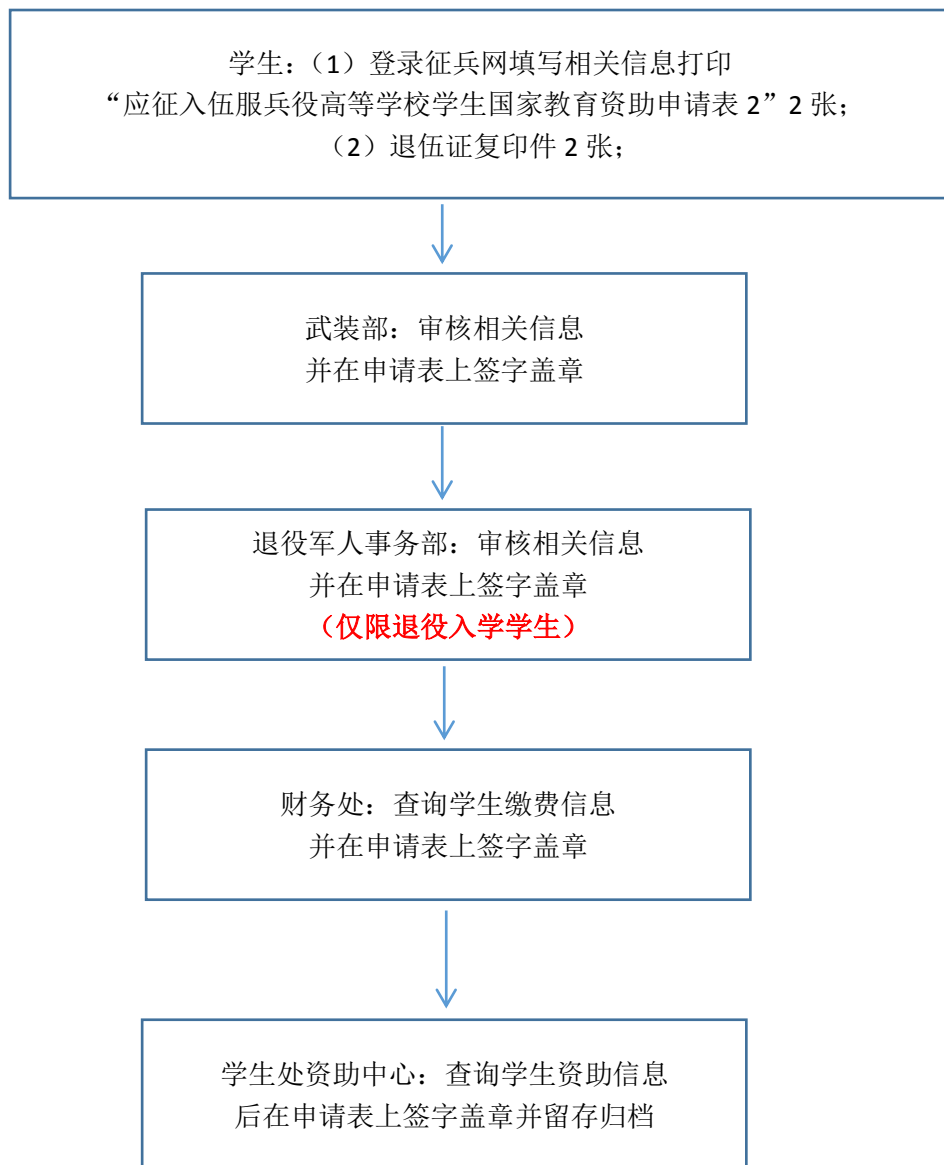 学生：（1）登录征兵网填写相关信息打印
“应征入伍服兵役高等学校学生国家教育资助申请表 2”2 张；
（2）退伍证复印件 2 张；
武装部：审核相关信息
并在申请表上签字盖章
退役军人事务部：审核相关信息
并在申请表上签字盖章
（仅限退役入学学生）
财务处：查询学生缴费信息
并在申请表上签字盖章
学生处资助中心：查询学生资助信息
后在申请表上签字盖章并留存归档